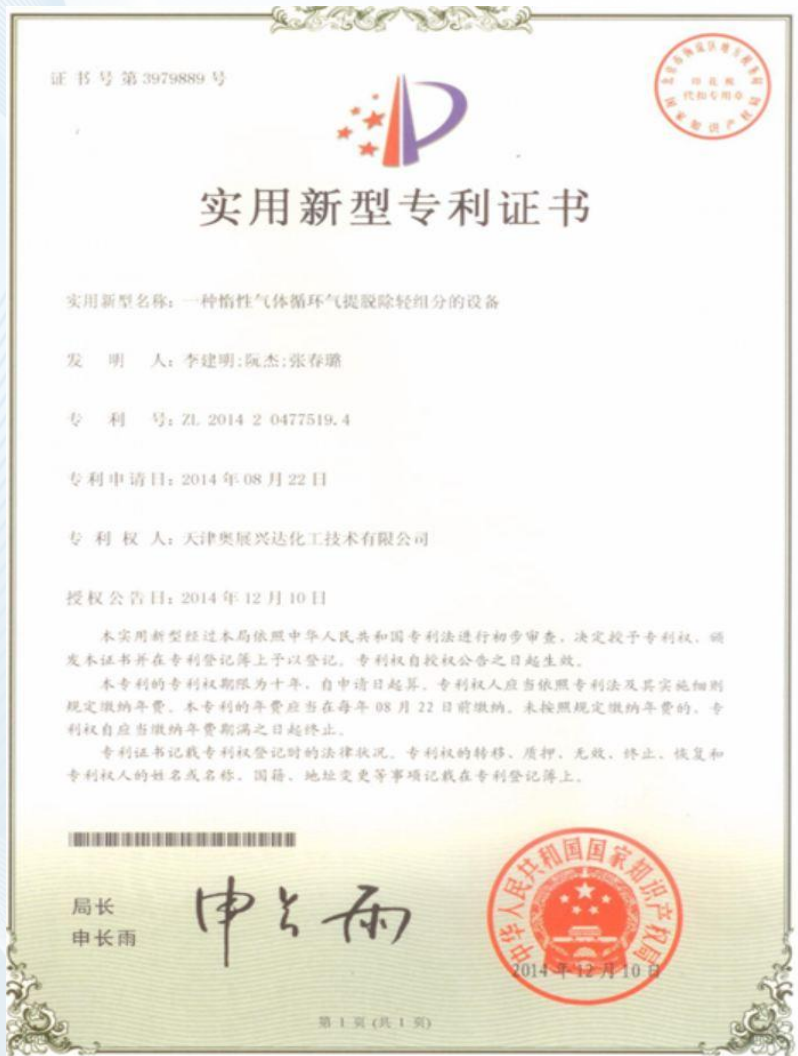 证书号第3979889号
印花税
代扣专用章
国家知识产权局
实用新型专利证书
实用新型名称：一种惰性气体循环气提脱除轻组分的设备
发 明 人：李建明;阮杰;张春璐
专 利 号：ZL 2014 2 0477519.4
专利申请日：2014年08月22日
专 利 权 人：天津奥展兴达化工技术有限公司
授权公告日：2014年12月10日
本实用新型经过本局依照中华人民共和国专利法进行初步审查，决定授予专利权，颁
发本证书并在专利登记簿上予以登记。专利权自授权公告之日起生效。
本专利的专利权期限为十年，自申请日起算。专利权人应当依照专利法及其实施细则
规定缴纳年费。本专利的年费应当在每年08月22日前缴纳。未按照规定缴纳年费的，专
利权自应当缴纳年费期满之日起终止。
专利证书记载专利权登记时的法律状况。专利权的转移、质押、无效、终止、恢复和
专利权人的姓名或名称、国籍、地址变更等事项记载在专利登记簿上。
局长
申长雨
申长雨
中华人民共和国国家知识产权局
2014年12月10日
第 1 页 (共 1 页)